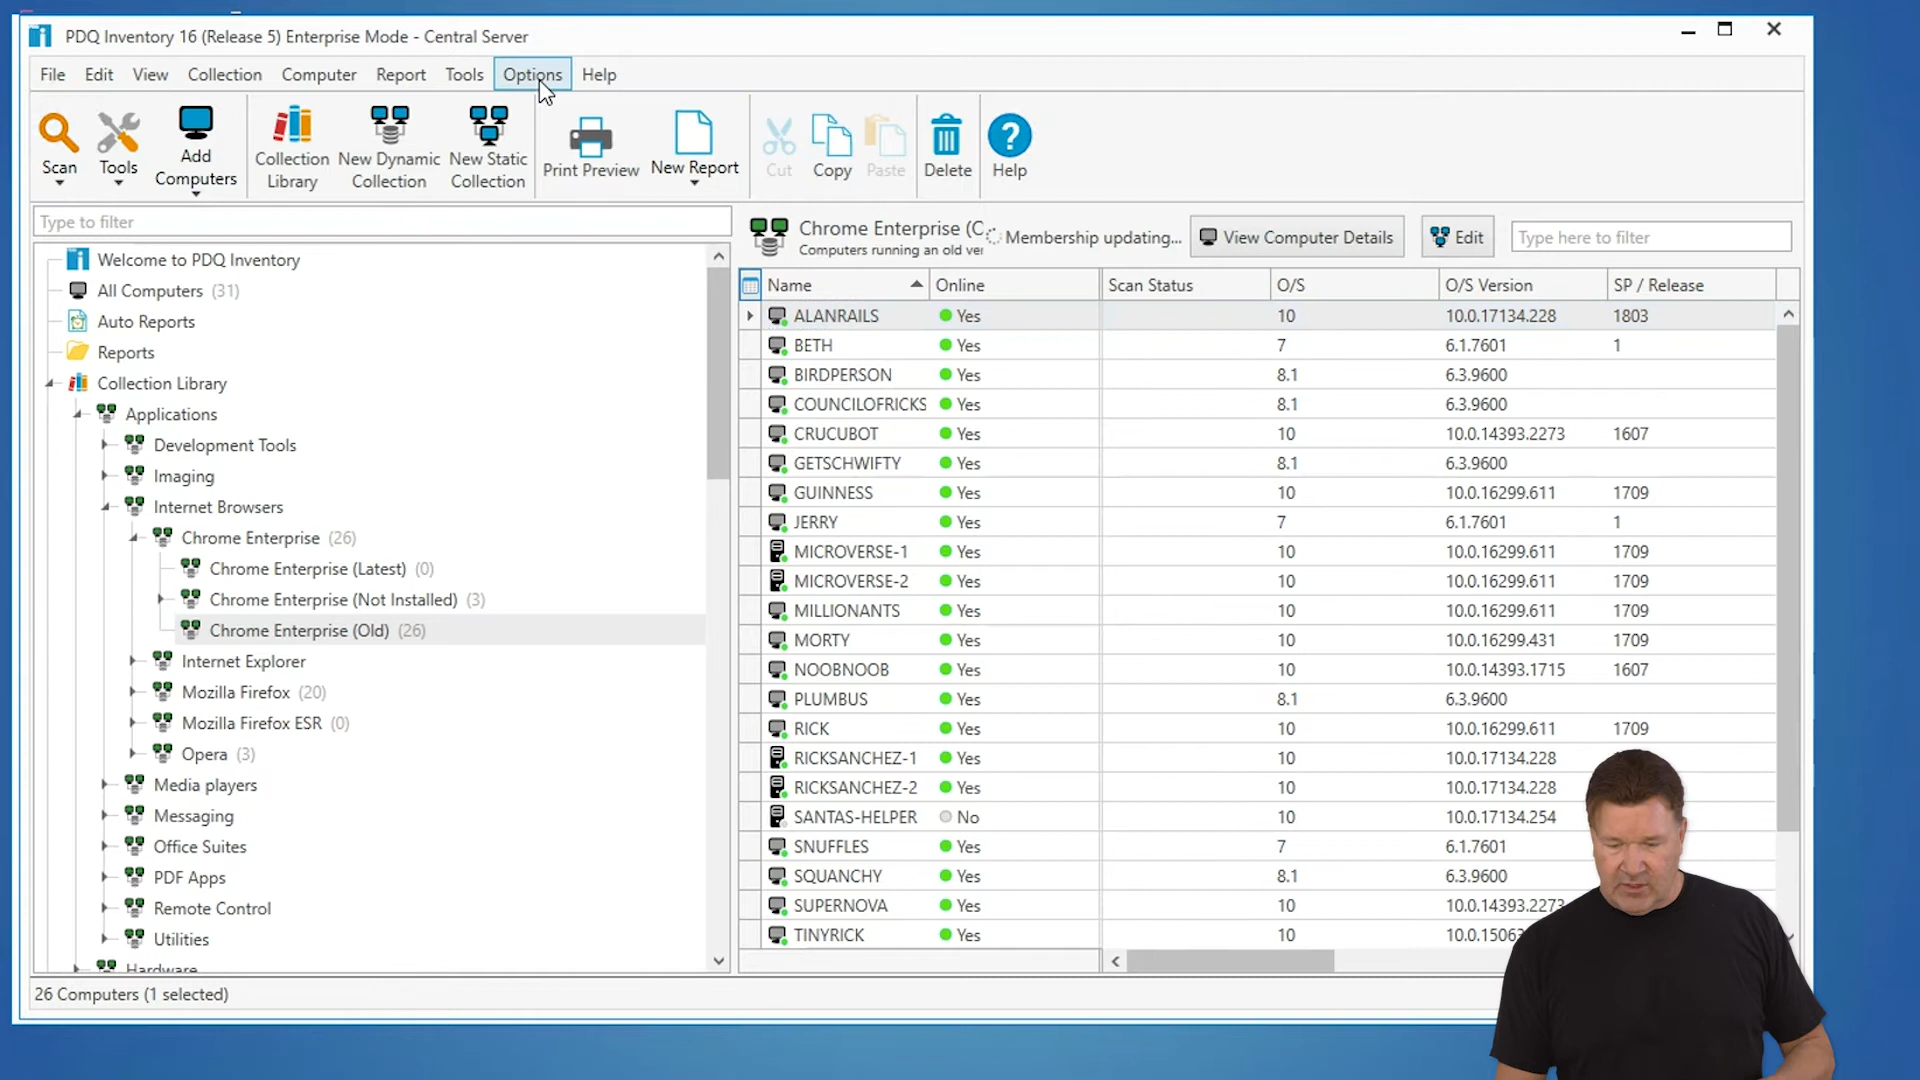 PDQ Inventory 16 (Release 5) Enterprise Mode - Central Server
File Edit View Collection Computer Report Tools Options Help
Scan
Tools
Add
Computers
Collection
Library
New Dynamic
Collection
New Static
Collection
Print Preview
New Report
Cut
Copy
Paste
Delete
Help
Type to filter
Welcome to PDQ Inventory
All Computers (31)
Auto Reports
Reports
Collection Library
Applications
Development Tools
Imaging
Internet Browsers
Chrome Enterprise (26)
Chrome Enterprise (Latest) (0)
Chrome Enterprise (Not Installed) (3)
Chrome Enterprise (Old) (26)
Internet Explorer
Mozilla Firefox (20)
Mozilla Firefox ESR (0)
Opera (3)
Media players
Messaging
Office Suites
PDF Apps
Remote Control
Utilities
Hardware
Chrome Enterprise (C
Computers running an old ver
Membership updating...
View Computer Details
Edit
Type here to filter
Name Online Scan Status O/S O/S Version SP / Release
ALANRAILS Yes 10 10.0.17134.228 1803
BETH Yes 7 6.1.7601 1
BIRDPERSON Yes 8.1 6.3.9600
COUNCILOFRICKS Yes 8.1 6.3.9600
CRUCUBOT Yes 10 10.0.14393.2273 1607
GETSCHWIFTY Yes 8.1 6.3.9600
GUINNESS Yes 10 10.0.16299.611 1709
JERRY Yes 7 6.1.7601 1
MICROVERSE-1 Yes 10 10.0.16299.611 1709
MICROVERSE-2 Yes 10 10.0.16299.611 1709
MILLIONANTS Yes 10 10.0.16299.611 1709
MORTY Yes 10 10.0.16299.431 1709
NOOBNOOB Yes 10 10.0.14393.1715 1607
PLUMBUS Yes 8.1 6.3.9600
RICK Yes 10 10.0.16299.611 1709
RICKSANCHEZ-1 Yes 10 10.0.17134.228
RICKSANCHEZ-2 Yes 10 10.0.17134.228
SANTAS-HELPER No 10 10.0.17134.254
SNUFFLES Yes 7 6.1.7601
SQUANCHY Yes 8.1 6.3.9600
SUPERNOVA Yes 10 10.0.14393.2273
TINYRICK Yes 10 10.0.15063
26 Computers (1 selected)